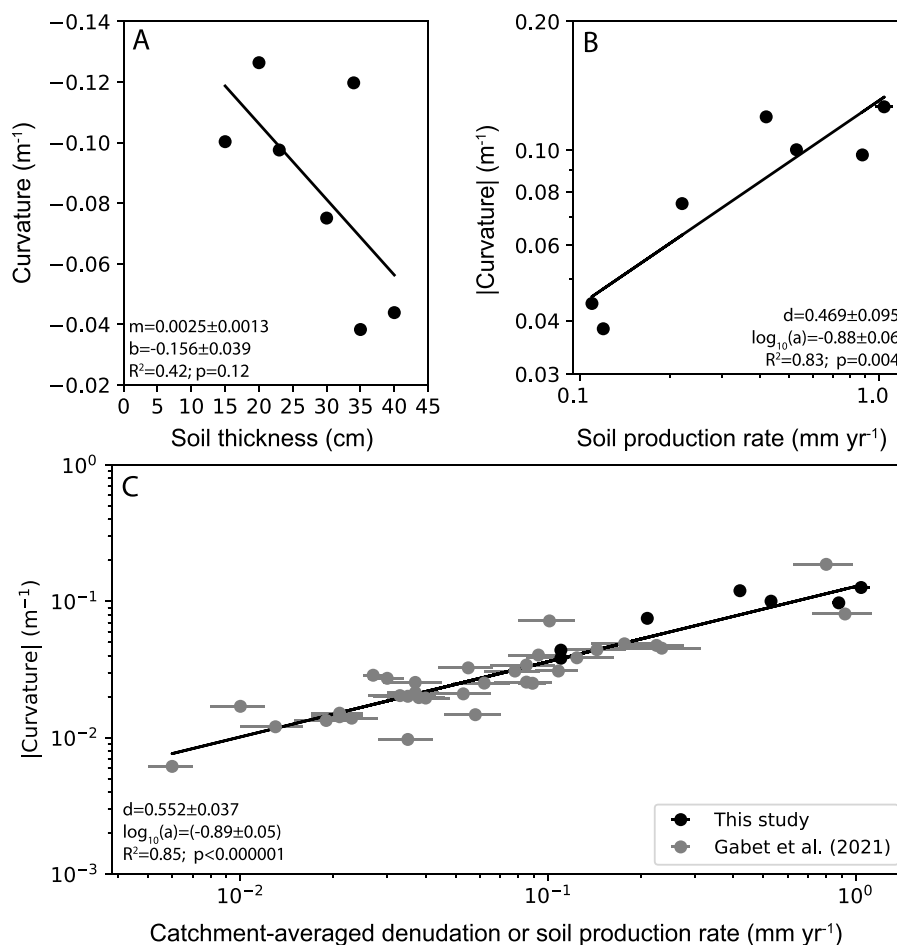 A
−0.14
−0.12
−0.10
−0.08
−0.06
−0.04
−0.02
Curvature (m⁻¹)
m=0.0025±0.0013
b=-0.156±0.039
R²=0.42; p=0.12
0 5 10 15 20 25 30 35 40 45
Soil thickness (cm)
B
0.20
0.10
0.08
0.06
0.04
0.03
|Curvature| (m⁻¹)
d=0.469±0.095
log₁₀(a)=-0.88±0.06
R²=0.83; p=0.004
0.1 1.0
Soil production rate (mm yr⁻¹)
C
10⁰
10⁻¹
10⁻²
10⁻³
|Curvature| (m⁻¹)
d=0.552±0.037
log₁₀(a)=(-0.89±0.05)
R²=0.85; p<0.000001
This study
Gabet et al. (2021)
10⁻² 10⁻¹ 10⁰
Catchment-averaged denudation or soil production rate (mm yr⁻¹)